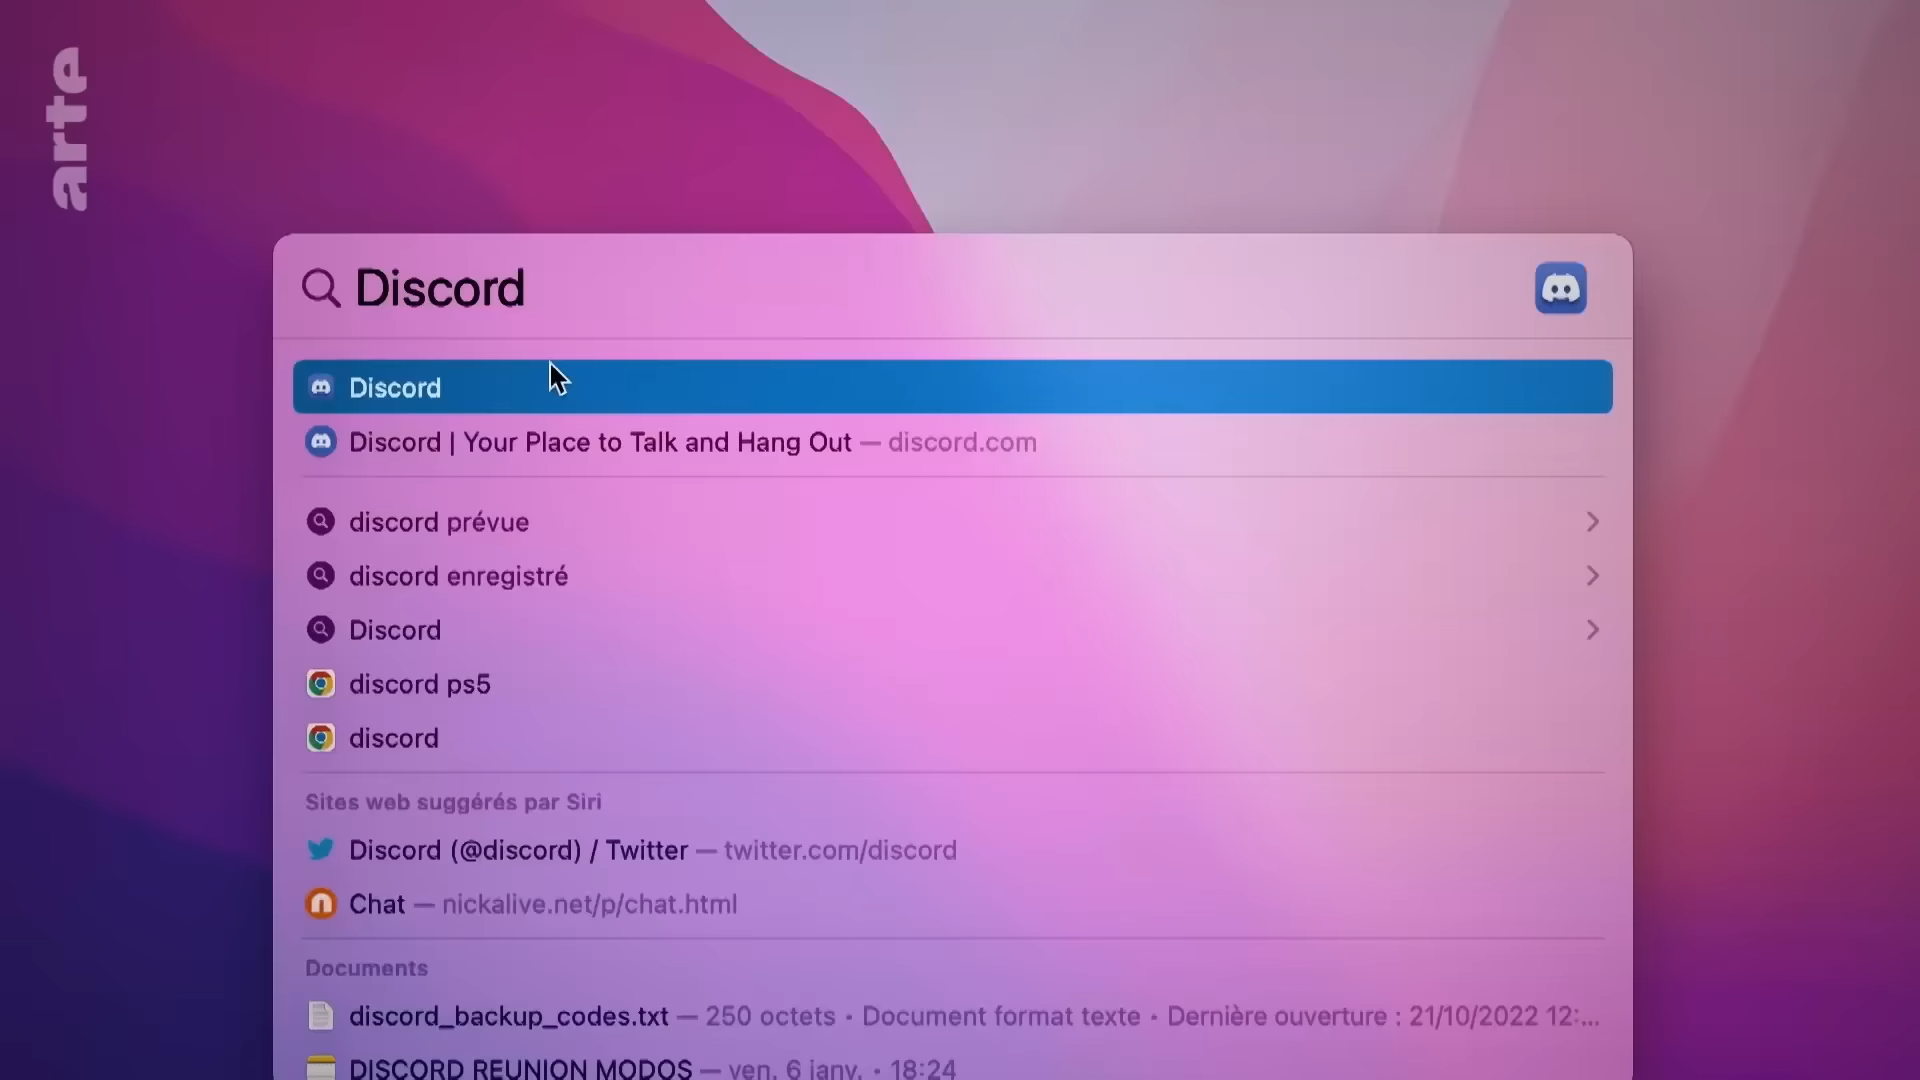 arte
Discord
Discord
Discord | Your Place to Talk and Hang Out — discord.com
discord prévue
discord enregistré
Discord
discord ps5
discord
Sites web suggérés par Siri
Discord (@discord) / Twitter — twitter.com/discord
Chat — nickalive.net/p/chat.html
Documents
discord_backup_codes.txt — 250 octets · Document format texte · Dernière ouverture : 21/10/2022 12:...
DISCORD REUNION MODOS — ven. 6 janv. · 18:24